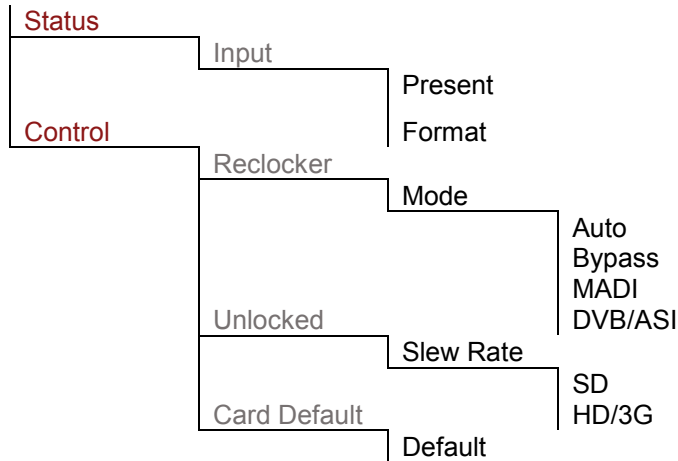 Status
Input
Present
Format
Control
Reclocker
Mode
Auto
Bypass
MADI
DVB/ASI
Unlocked
Slew Rate
SD
HD/3G
Card Default
Default